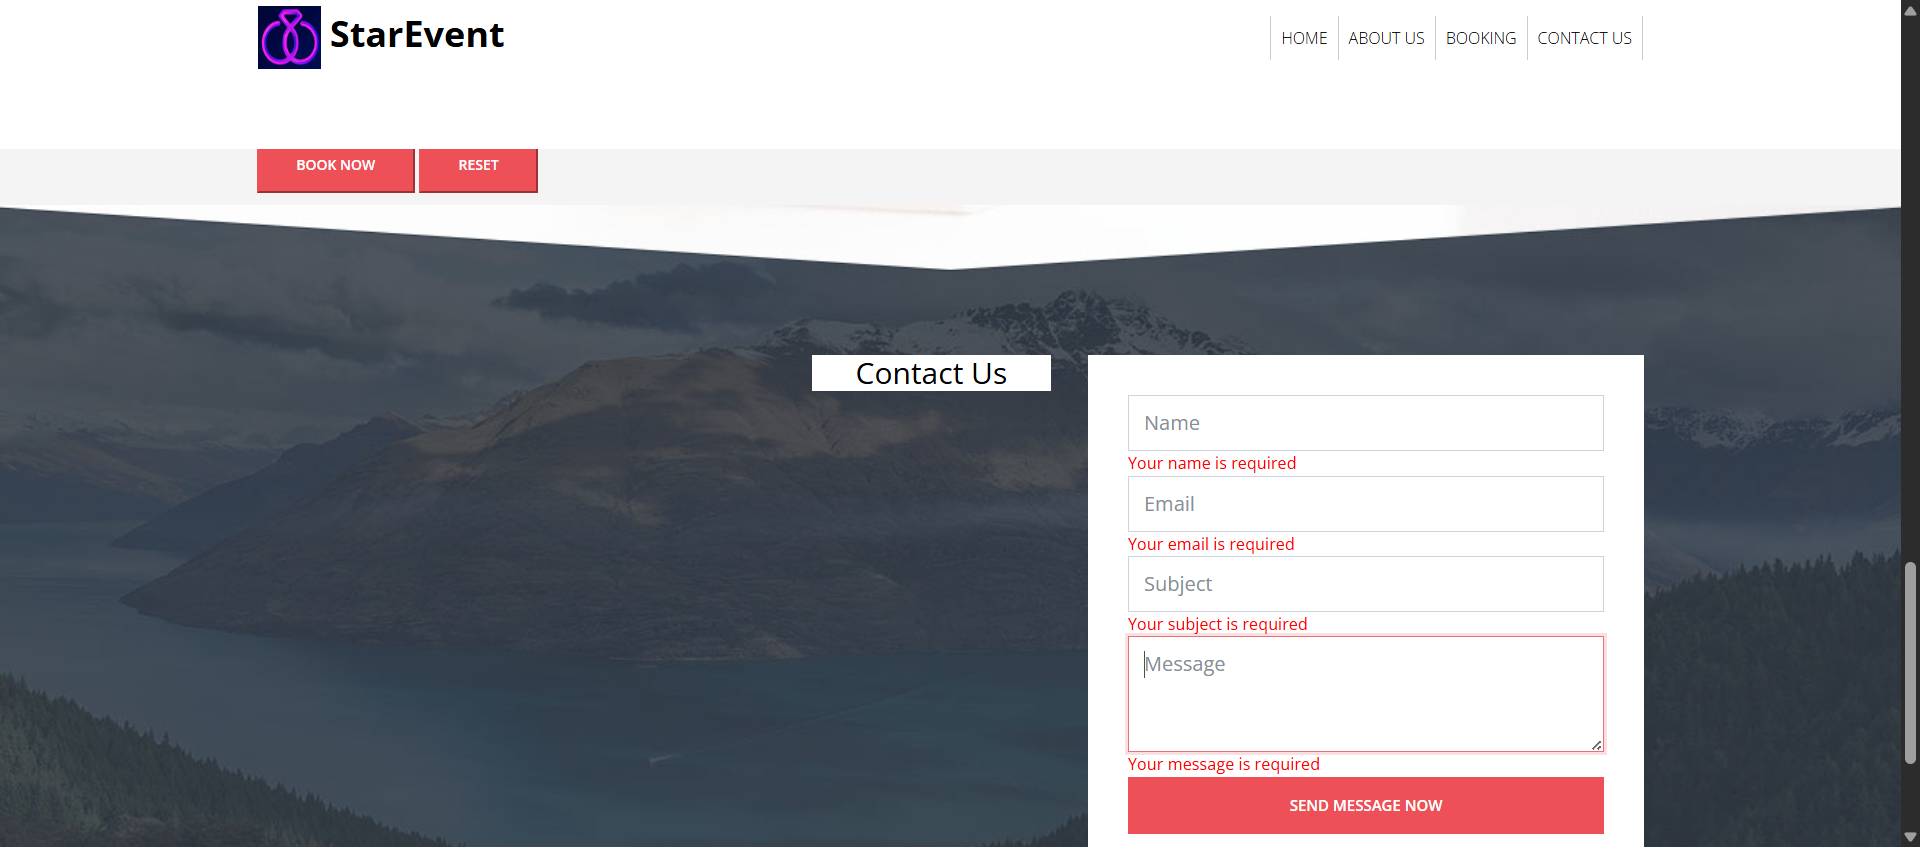 StarEvent
HOME
ABOUT US
BOOKING
CONTACT US
BOOK NOW
RESET
Contact Us
Name
Your name is required
Email
Your email is required
Subject
Your subject is required
Message
Your message is required
SEND MESSAGE NOW